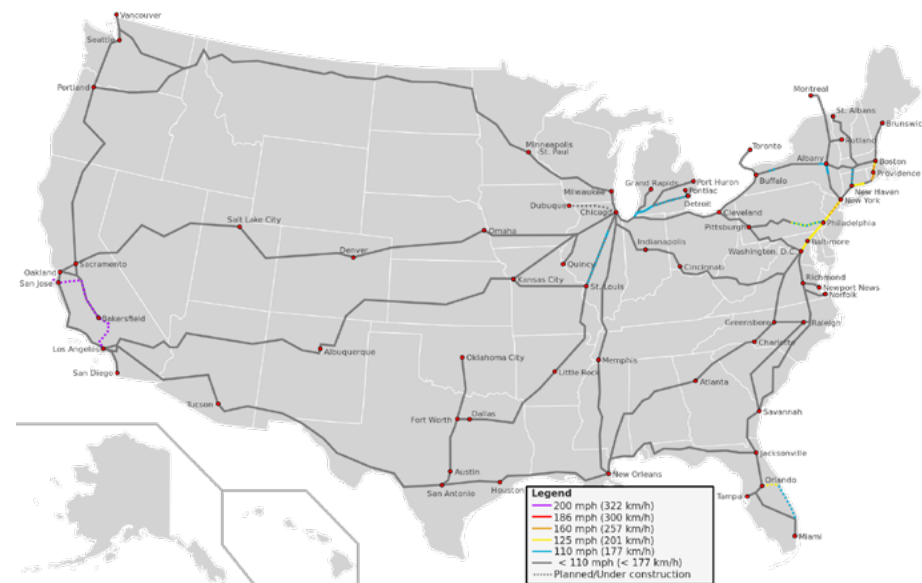 Vancouver
Seattle
Portland
Minneapolis
St. Paul
Milwaukee
Dubuque
Chicago
Grand Rapids
Port Huron
Pontiac
Detroit
Toronto
Buffalo
Montreal
St. Albans
Rutland
Brunswic
Albany
Boston
Providence
New Haven
New York
Cleveland
Pittsburgh
Philadelphia
Baltimore
Washington, D.C.
Salt Lake City
Denver
Omaha
Quincy
Indianapolis
Cincinnati
Kansas City
St. Louis
Sacramento
Oakland
San Jose
Bakersfield
Los Angeles
San Diego
Tucson
Albuquerque
Oklahoma City
Little Rock
Memphis
Fort Worth
Dallas
Austin
San Antonio
Houston
New Orleans
Richmond
Newport News
Norfolk
Greensboro
Raleigh
Charlotte
Atlanta
Savannah
Jacksonville
Orlando
Tampa
Miami
Legend
200 mph (322 km/h)
186 mph (300 km/h)
160 mph (257 km/h)
125 mph (201 km/h)
110 mph (177 km/h)
< 110 mph (< 177 km/h)
Planned/Under construction